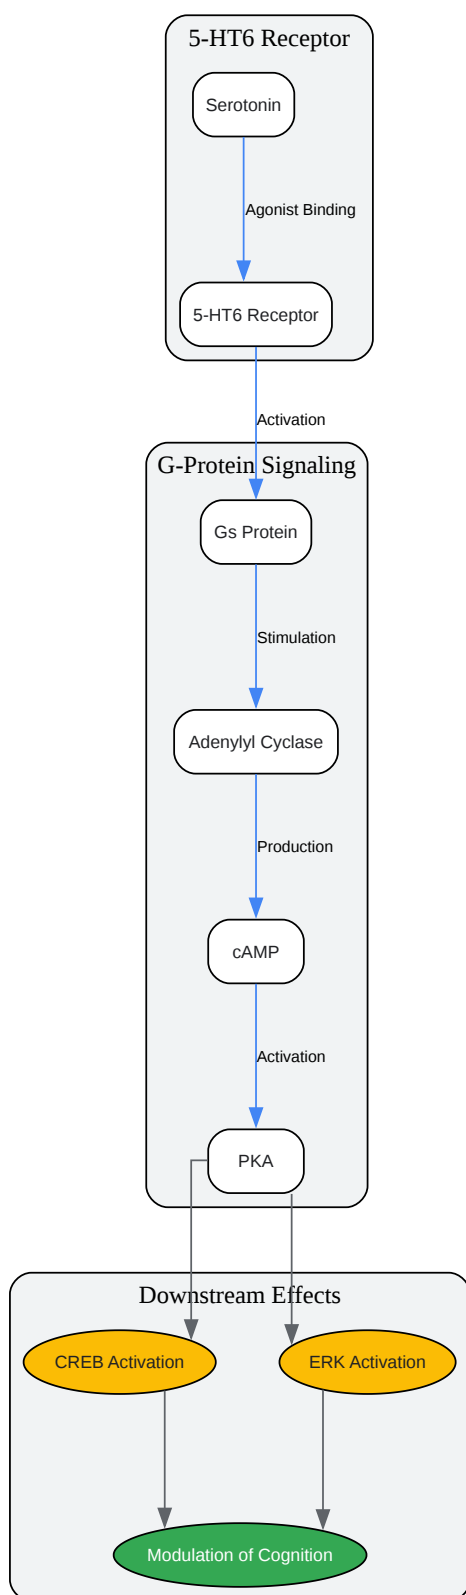 5-HT6 Receptor
Serotonin
Agonist Binding
5-HT6 Receptor
Activation
G-Protein Signaling
Gs Protein
Stimulation
Adenylyl Cyclase
Production
cAMP
Activation
PKA
Downstream Effects
CREB Activation
ERK Activation
Modulation of Cognition